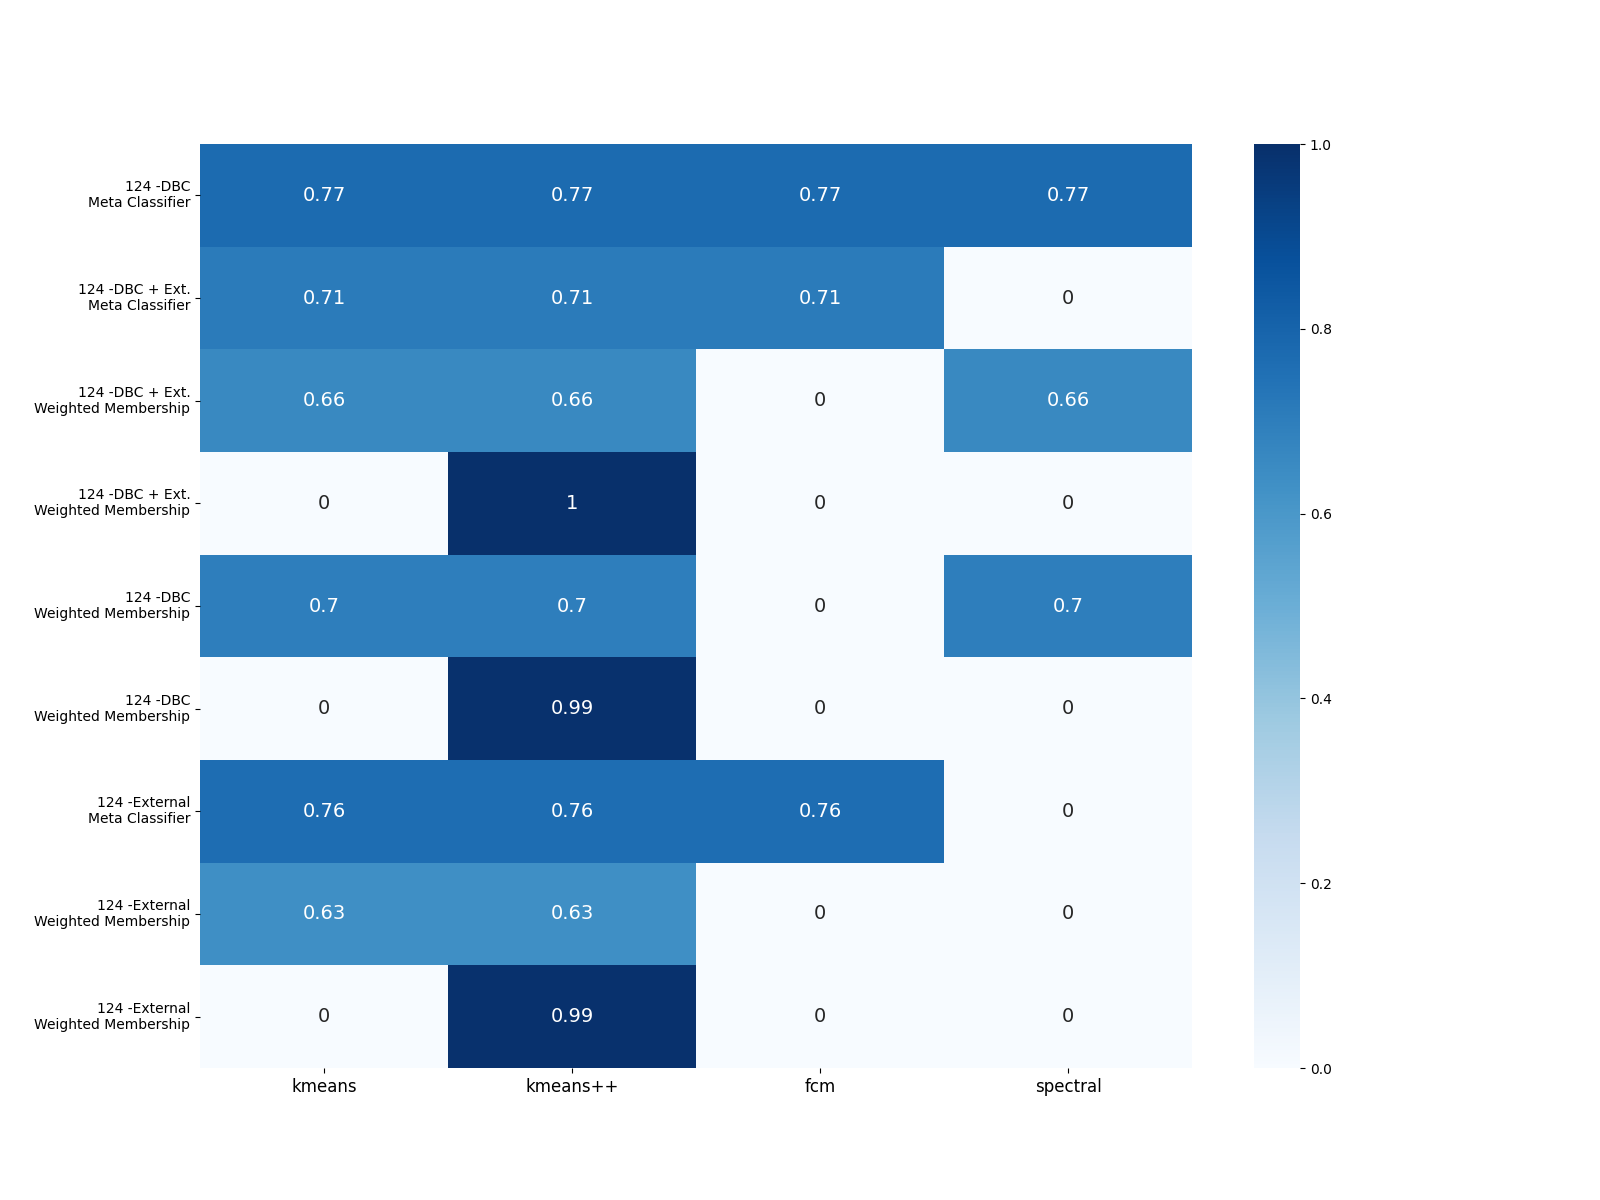 124 -DBC
Meta Classifier
0.77 0.77 0.77 0.77
124 -DBC + Ext.
Meta Classifier
0.71 0.71 0.71 0
124 -DBC + Ext.
Weighted Membership
0.66 0.66 0 0.66
124 -DBC + Ext.
Weighted Membership
0 1 0 0
124 -DBC
Weighted Membership
0.7 0.7 0 0.7
124 -DBC
Weighted Membership
0 0.99 0 0
124 -External
Meta Classifier
0.76 0.76 0.76 0
124 -External
Weighted Membership
0.63 0.63 0 0
124 -External
Weighted Membership
0 0.99 0 0
kmeans kmeans++ fcm spectral
1.0
0.8
0.6
0.4
0.2
0.0